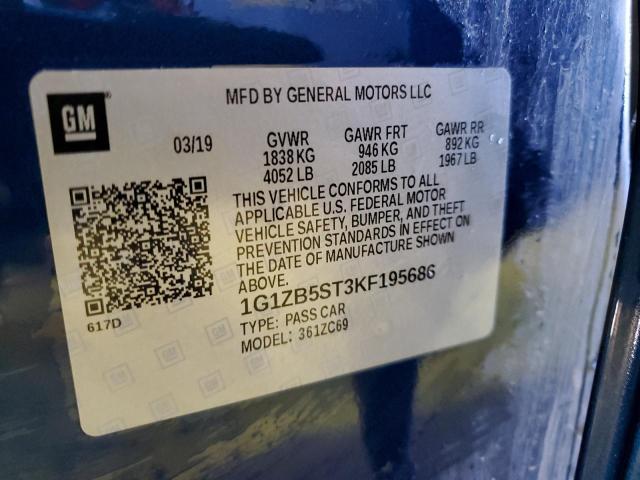 GM
MFD BY GENERAL MOTORS LLC
03/19
GVWR GAWR FRT GAWR RR
1838 KG 946 KG 892 KG
4052 LB 2085 LB 1967 LB
THIS VEHICLE CONFORMS TO ALL
APPLICABLE U.S. FEDERAL MOTOR
VEHICLE SAFETY, BUMPER, AND THEFT
PREVENTION STANDARDS IN EFFECT ON
THE DATE OF MANUFACTURE SHOWN
ABOVE.
1G1ZB5ST3KF195686
TYPE: PASS CAR
MODEL: 361ZC69
617D